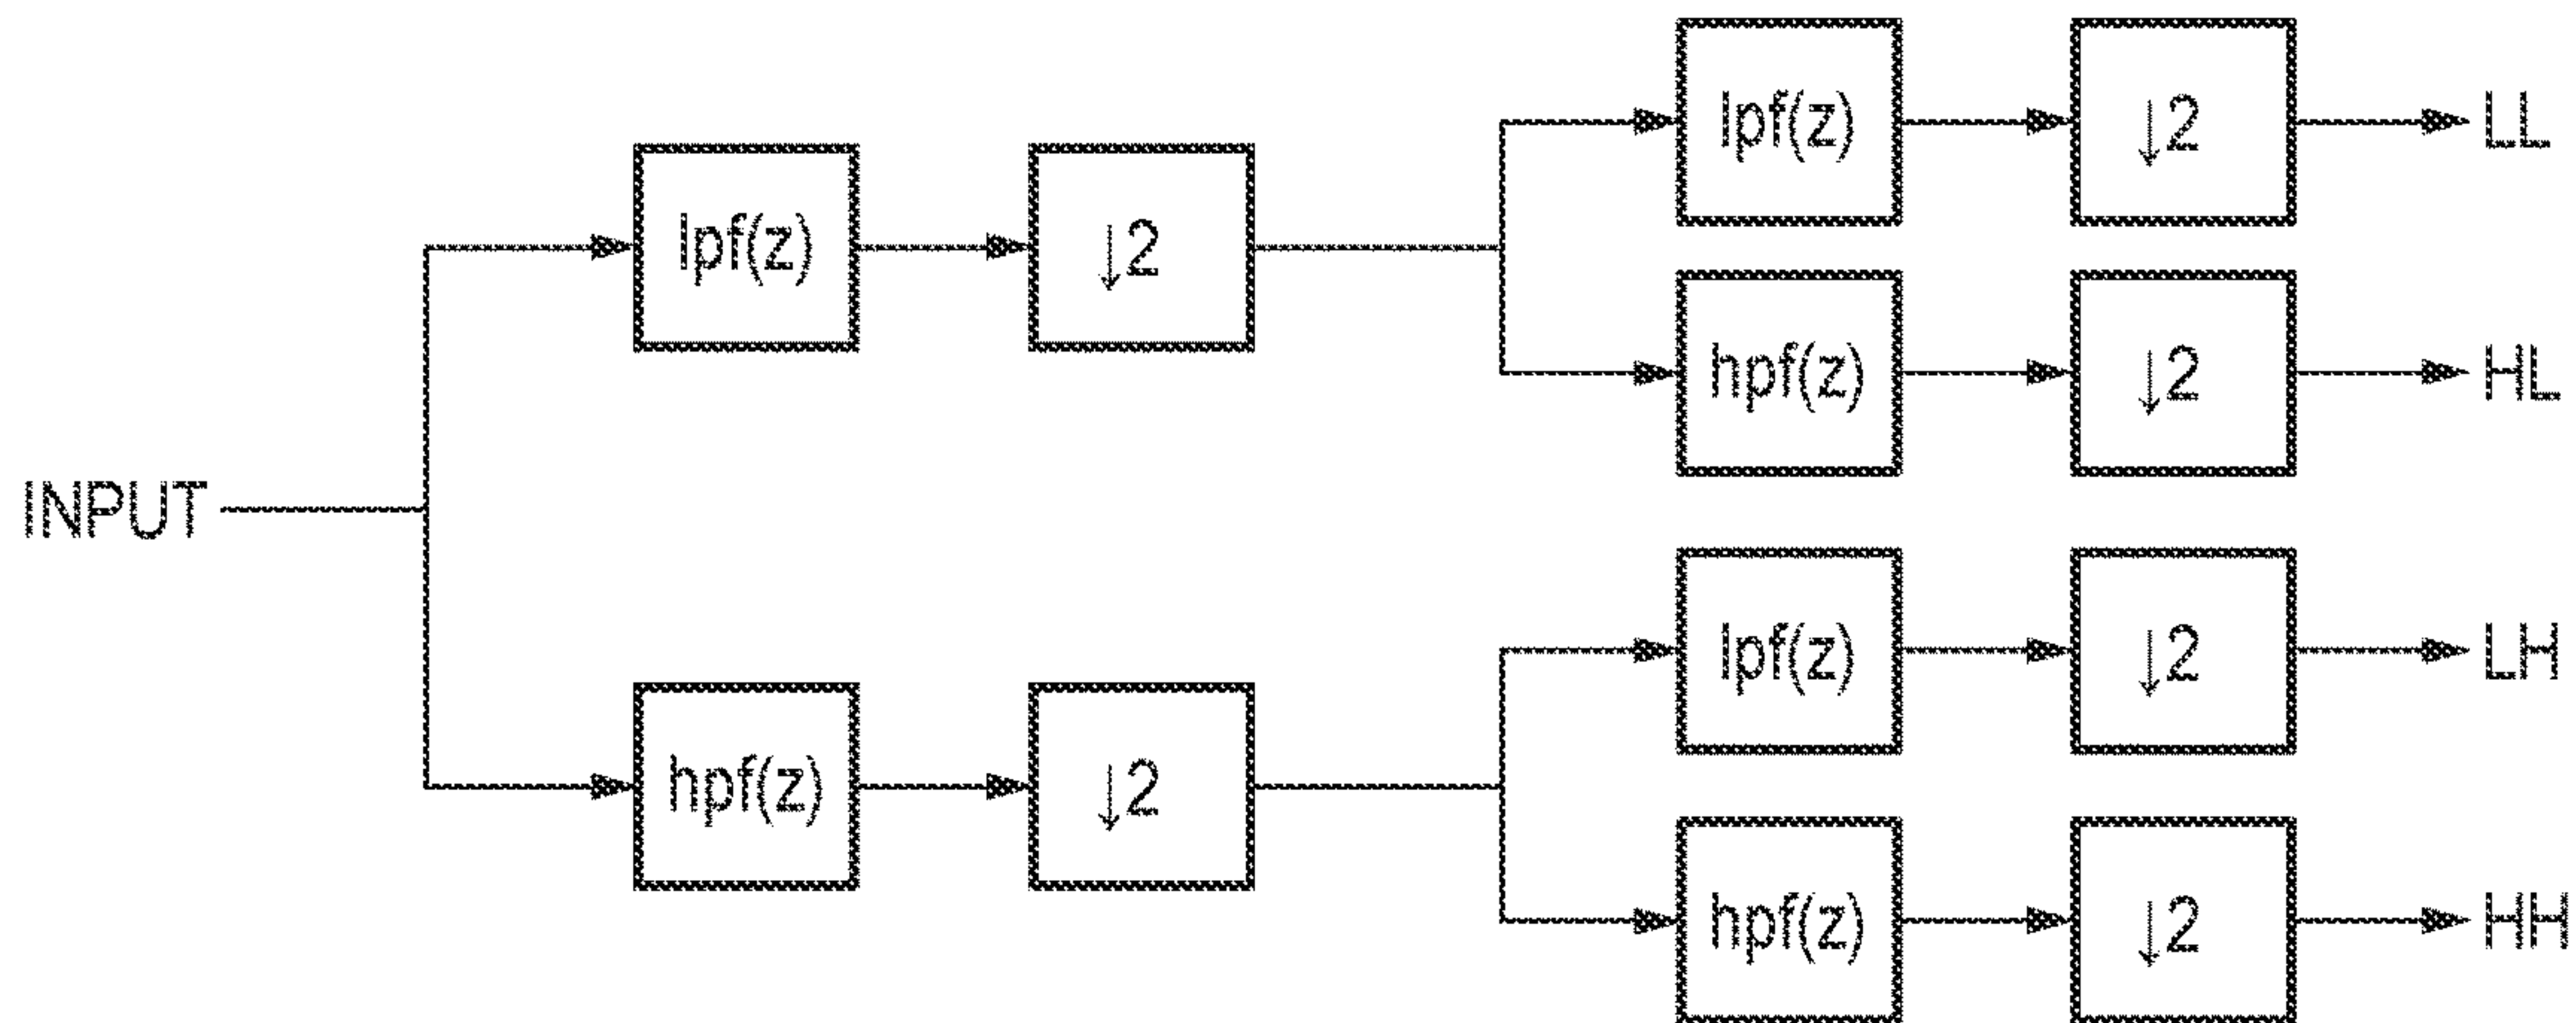 lpf(z) ↓2 LL
lpf(z) ↓2
hpf(z) ↓2 HL
INPUT
lpf(z) ↓2 LH
hpf(z) ↓2
hpf(z) ↓2 HH